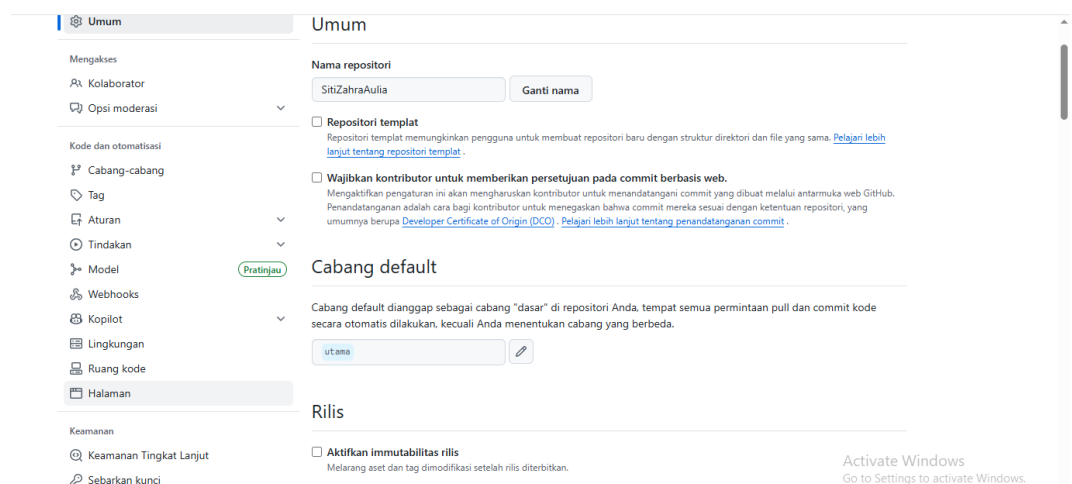 Umum
Mengakses
Kolaborator
Opsi moderasi
Kode dan otomatisasi
Cabang-cabang
Tag
Aturan
Tindakan
Model Pratinjau
Webhooks
Kopilot
Lingkungan
Ruang kode
Halaman
Keamanan
Keamanan Tingkat Lanjut
Sebarkan kunci
Umum
Nama repositori
SitiZahraAulia Ganti nama
Repositori templat
Repositori templat memungkinkan pengguna untuk membuat repositori baru dengan struktur direktori dan file yang sama. Pelajari lebih
lanjut tentang repositori templat .
Wajibkan kontributor untuk memberikan persetujuan pada commit berbasis web.
Mengaktifkan pengaturan ini akan mengharuskan kontributor untuk menandatangani commit yang dibuat melalui antarmuka web GitHub.
Penandatanganan adalah cara bagi kontributor untuk menegaskan bahwa commit mereka sesuai dengan ketentuan repositori, yang
umumnya berupa Developer Certificate of Origin (DCO) . Pelajari lebih lanjut tentang penandatanganan commit .
Cabang default
Cabang default dianggap sebagai cabang "dasar" di repositori Anda, tempat semua permintaan pull dan commit kode
secara otomatis dilakukan, kecuali Anda menentukan cabang yang berbeda.
utama
Rilis
Aktifkan immutabilitas rilis
Melarang aset dan tag dimodifikasi setelah rilis diterbitkan.
Activate Windows
Go to Settings to activate Windows.